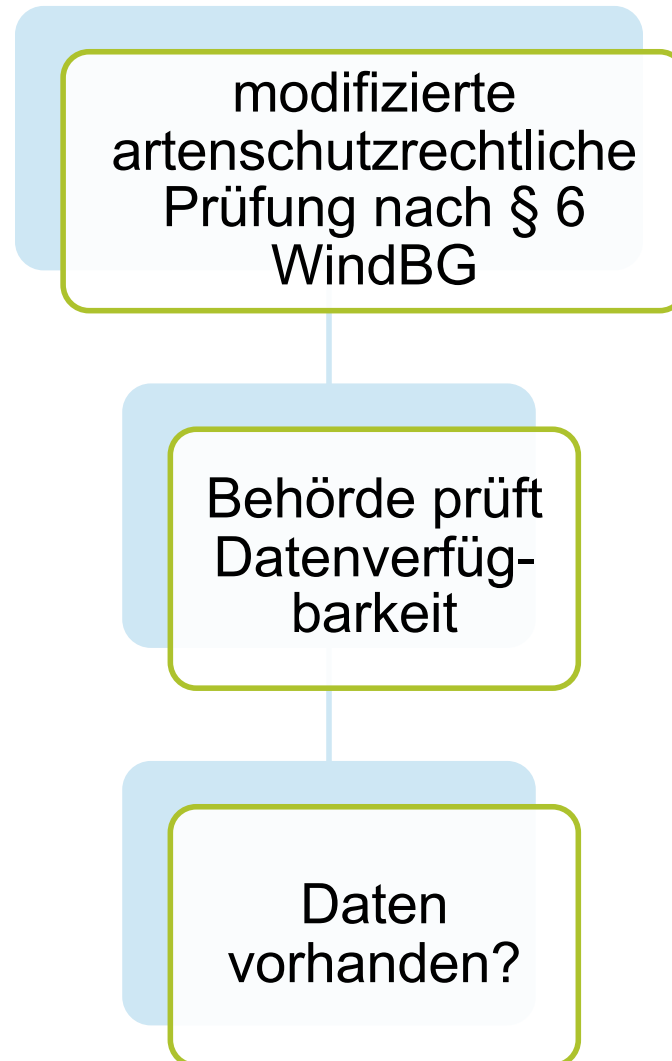 modifizierte
artenschutzrechtliche
Prüfung nach § 6
WindBG
Behörde prüft
Datenverfüg-
barkeit
Daten
vorhanden?